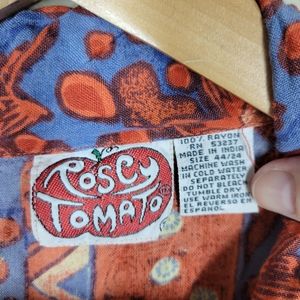 Rosey
Tomato
®
100% RAYON
RN 53237
MADE IN INDIA
SIZE 44/24
MACHINE WASH
IN COLD WATER
SEPARATELY
DO NOT BLEACH
TUMBLE DRY
USE WARM IRON
EL REVERSO EN
ESPANOL